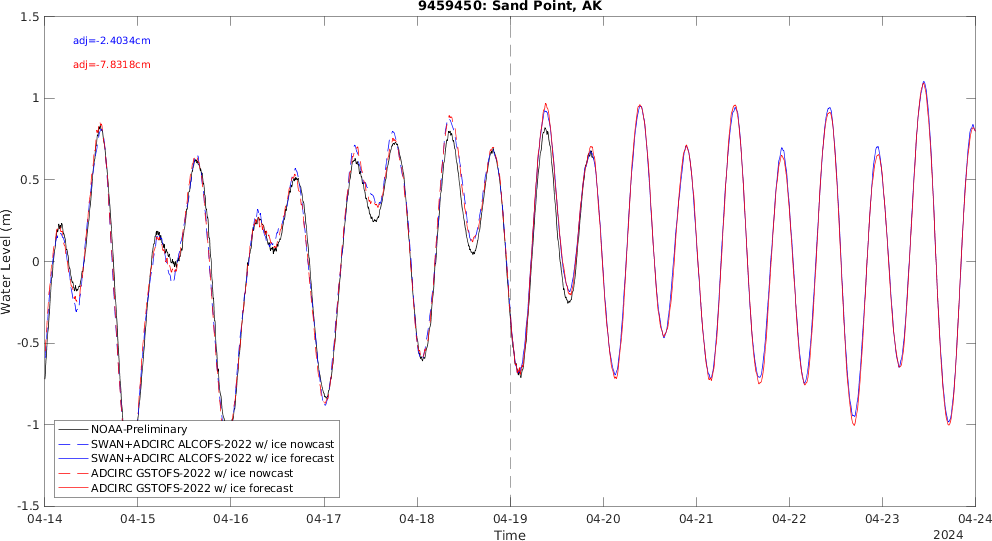 9459450: Sand Point, AK
adj=-2.4034cm
adj=-7.8318cm
1.5
1
0.5
0
-0.5
-1
-1.5
Water Level (m)
NOAA-Preliminary
SWAN+ADCIRC ALCOFS-2022 w/ ice nowcast
SWAN+ADCIRC ALCOFS-2022 w/ ice forecast
ADCIRC GSTOFS-2022 w/ ice nowcast
ADCIRC GSTOFS-2022 w/ ice forecast
04-14 04-15 04-16 04-17 04-18 04-19 04-20 04-21 04-22 04-23 04-24
Time
2024